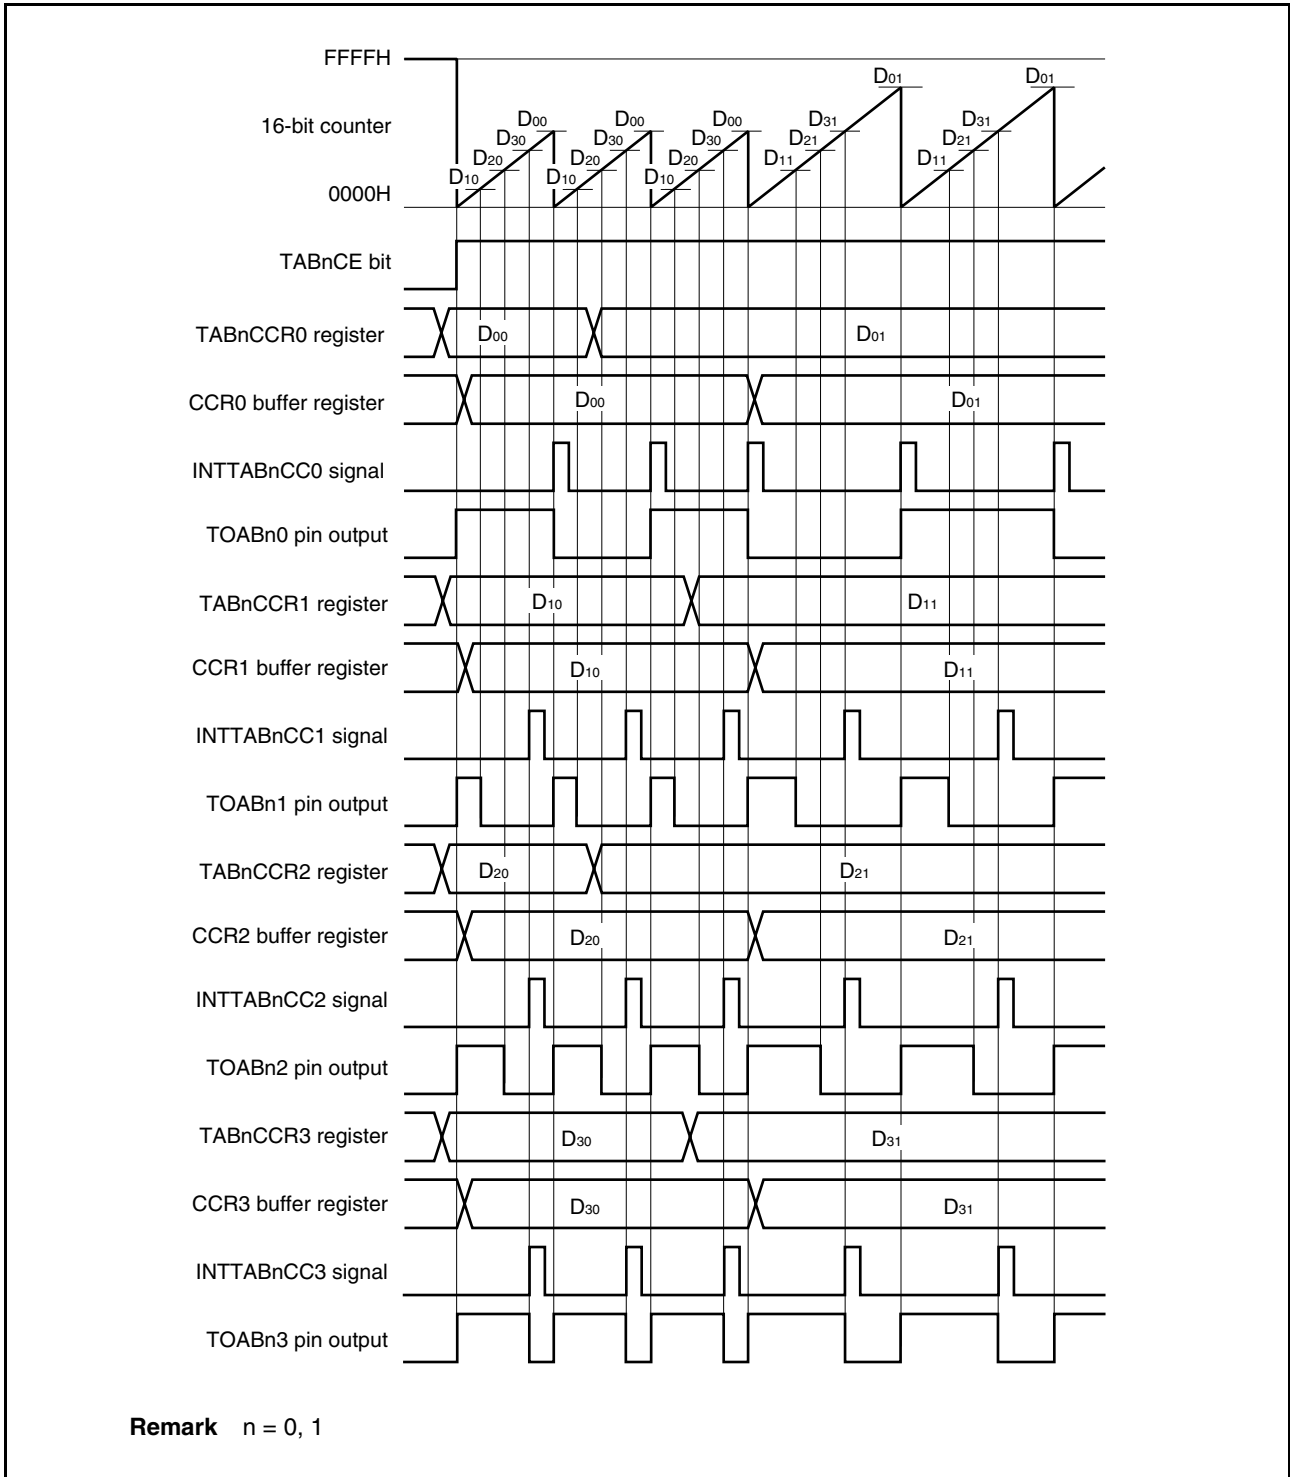 FFFFH
D01 D01
16-bit counter D00 D00 D00 D31 D31
D30 D30 D30 D21 D21
D20 D20 D20 D11 D11
D10 D10 D10
0000H
TABnCE bit
TABnCCR0 register D00 D01
CCR0 buffer register D00 D01
INTTABnCC0 signal
TOABn0 pin output
TABnCCR1 register D10 D11
CCR1 buffer register D10 D11
INTTABnCC1 signal
TOABn1 pin output
TABnCCR2 register D20 D21
CCR2 buffer register D20 D21
INTTABnCC2 signal
TOABn2 pin output
TABnCCR3 register D30 D31
CCR3 buffer register D30 D31
INTTABnCC3 signal
TOABn3 pin output
Remark n = 0, 1